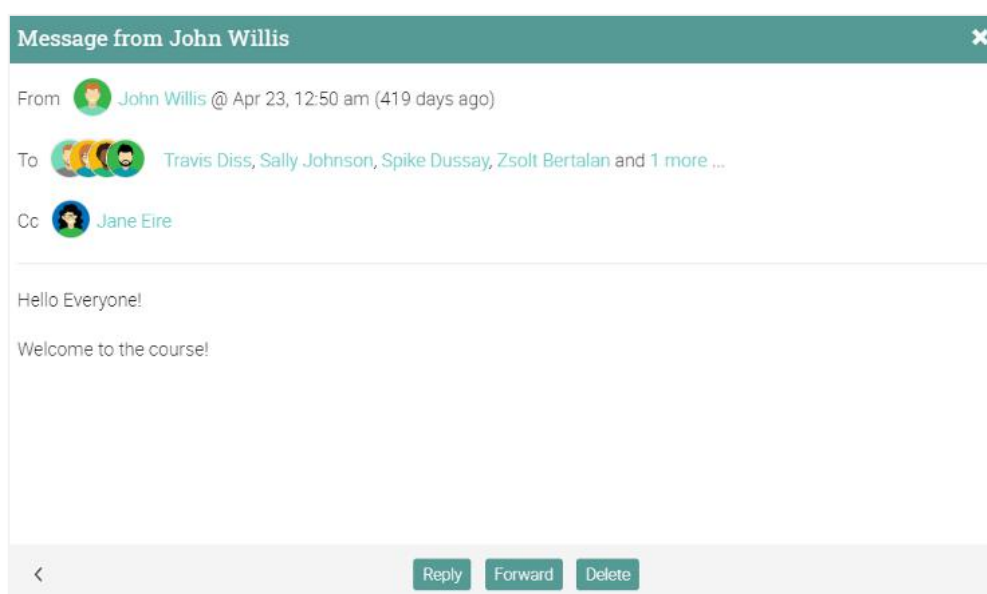 Message from John Willis
From John Willis @ Apr 23, 12:50 am (419 days ago)
To Travis Diss, Sally Johnson, Spike Dussay, Zsolt Bertalan and 1 more ...
Cc Jane Eire
Hello Everyone!
Welcome to the course!
Reply Forward Delete